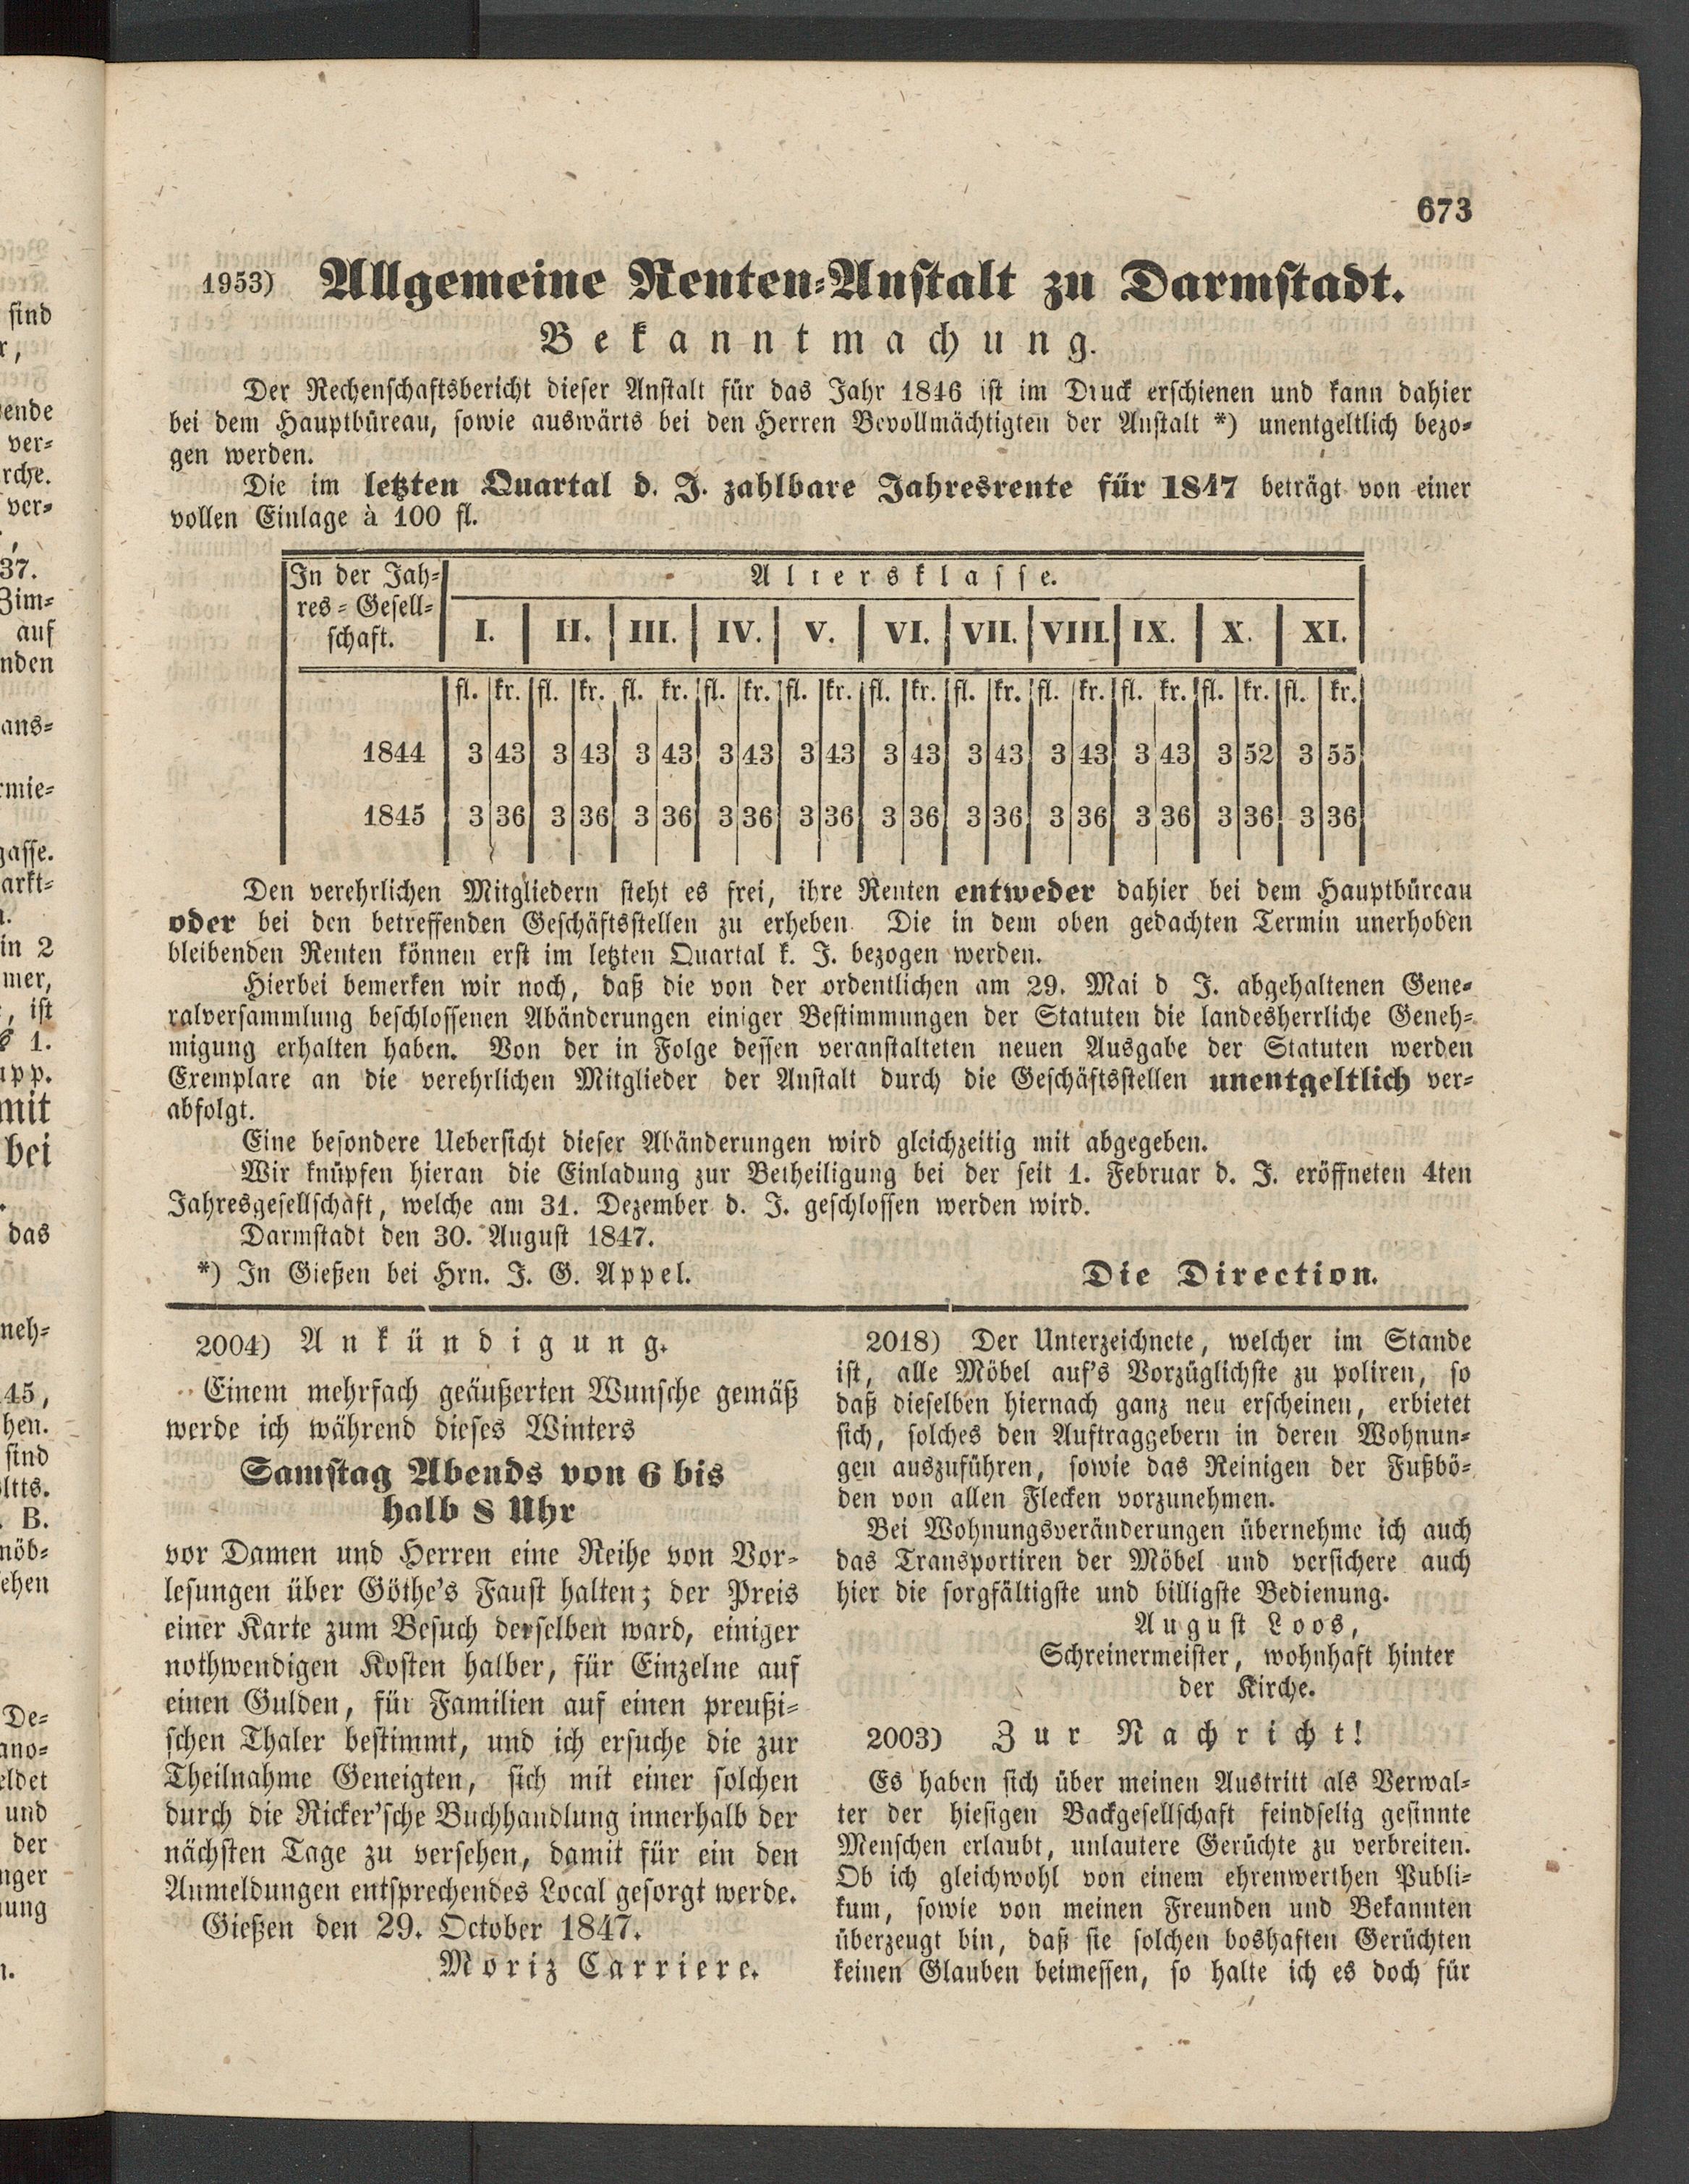 673
1953) Allgemeine Renten-Anstalt zu Darmstadt.
Bekanntmachung.
Der Rechenschaftsbericht dieser Anstalt für das Jahr 1846 ist im Druck erschienen und kann dahier
bei dem Hauptbüreau, sowie auswärts bei den Herren Bevollmächtigten der Anstalt *) unentgeltlich bezo-
gen werden.
Die im letzten Quartal d. J. zahlbare Jahresrente für 1847 beträgt von einer
vollen Einlage à 100 fl.
In der Jah- Altersklasse.
res-Gesell-
schaft. I. II. III. IV. V. VI. VII. VIII. IX. X. XI.
fl. kr. fl. kr. fl. kr. fl. kr. fl. kr. fl. kr. fl. kr. fl. kr. fl. kr. fl. kr. fl. kr.
1844 3 43 3 43 3 43 3 43 3 43 3 43 3 43 3 43 3 43 3 52 3 55
1845 3 36 3 36 3 36 3 36 3 36 3 36 3 36 3 36 3 36 3 36 3 36
Den verehrlichen Mitgliedern steht es frei, ihre Renten entweder dahier bei dem Hauptbüreau
oder bei den betreffenden Geschäftsstellen zu erheben. Die in dem oben gedachten Termin unerhoben
bleibenden Renten können erst im letzten Quartal k. J. bezogen werden.
Hierbei bemerken wir noch, daß die von der ordentlichen am 29. Mai d J. abgehaltenen Gene-
ralversammlung beschlossenen Abänderungen einiger Bestimmungen der Statuten die landesherrliche Geneh-
migung erhalten haben. Von der in Folge dessen veranstalteten neuen Ausgabe der Statuten werden
Exemplare an die verehrlichen Mitglieder der Anstalt durch die Geschäftsstellen unentgeltlich ver-
abfolgt.
Eine besondere Uebersicht dieser Abänderungen wird gleichzeitig mit abgegeben.
Wir knüpfen hieran die Einladung zur Betheiligung bei der seit 1. Februar d. J. eröffneten 4ten
Jahresgesellschaft, welche am 31. Dezember d. J. geschlossen werden wird.
Darmstadt den 30. August 1847.
*) In Gießen bei Hrn. J. G. Appel. Die Direction.
2004) Ankündigung.
Einem mehrfach geäußerten Wunsche gemäß
werde ich während dieses Winters
Samstag Abends von 6 bis
halb 8 Uhr
vor Damen und Herren eine Reihe von Vor-
lesungen über Göthe's Faust halten; der Preis
einer Karte zum Besuch derselben ward, einiger
nothwendigen Kosten halber, für Einzelne auf
einen Gulden, für Familien auf einen preußi-
schen Thaler bestimmt, und ich ersuche die zur
Theilnahme Geneigten, sich mit einer solchen
durch die Ricker'sche Buchhandlung innerhalb der
nächsten Tage zu versehen, damit für ein den
Anmeldungen entsprechendes Local gesorgt werde.
Gießen den 29. October 1847.
Moriz Carriere.
2018) Der Unterzeichnete, welcher im Stande
ist, alle Möbel auf's Vorzüglichste zu poliren, so
daß dieselben hiernach ganz neu erscheinen, erbietet
sich, solches den Auftraggebern in deren Wohnun-
gen auszuführen, sowie das Reinigen der Fußbö-
den von allen Flecken vorzunehmen.
Bei Wohnungsveränderungen übernehme ich auch
das Transportiren der Möbel und versichere auch
hier die sorgfältigste und billigste Bedienung.
August Loos,
Schreinermeister, wohnhaft hinter
der Kirche.
2003) Zur Nachricht!
Es haben sich über meinen Austritt als Verwal-
ter der hiesigen Backgesellschaft feindselig gesinnte
Menschen erlaubt, unlautere Gerüchte zu verbreiten.
Ob ich gleichwohl von einem ehrenwerthen Publi-
kum, sowie von meinen Freunden und Bekannten
überzeugt bin, daß sie solchen boshaften Gerüchten
keinen Glauben beimessen, so halte ich es doch für